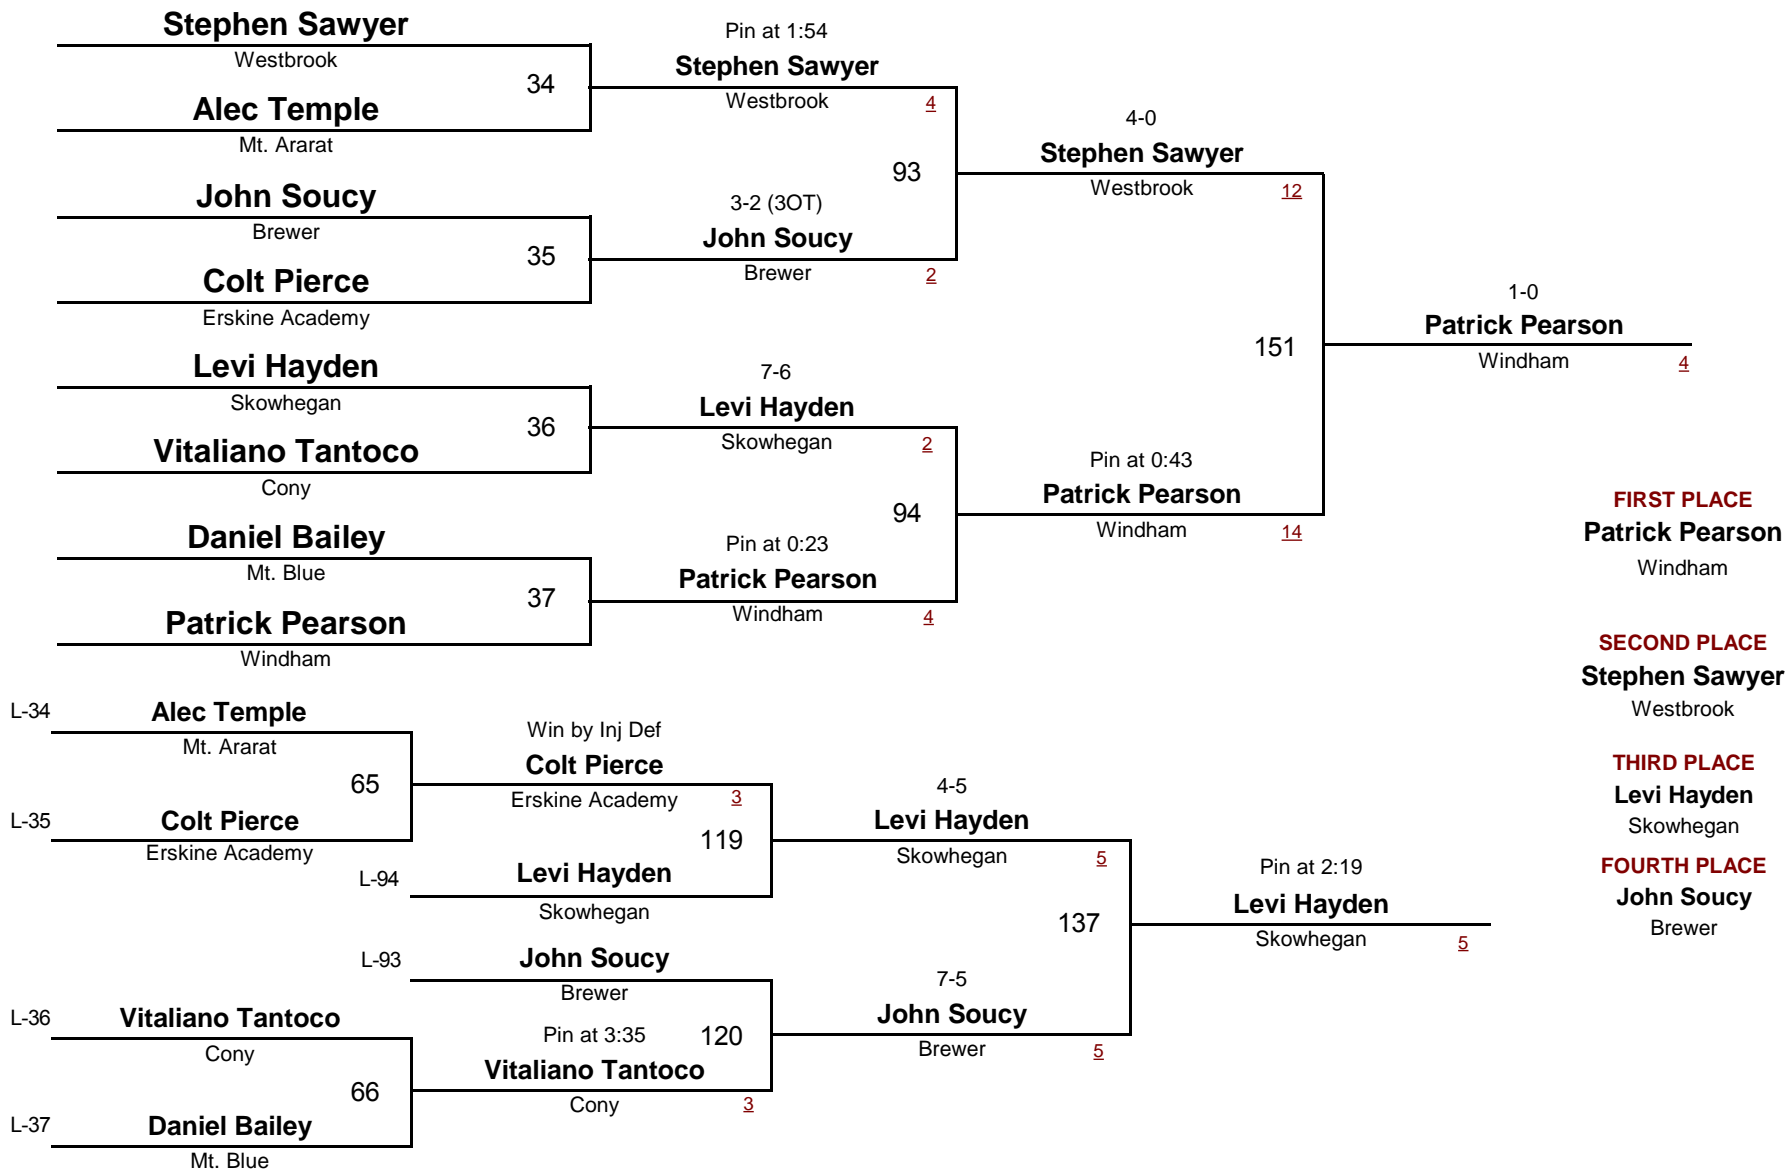 Stephen Sawyer
Westbrook
34
Alec Temple
Mt. Ararat
John Soucy
Brewer
35
Colt Pierce
Erskine Academy
Levi Hayden
Skowhegan
36
Vitaliano Tantoco
Cony
Daniel Bailey
Mt. Blue
37
Patrick Pearson
Windham
Pin at 1:54
Stephen Sawyer
Westbrook 4
93
3-2 (3OT)
John Soucy
Brewer 2
7-6
Levi Hayden
Skowhegan 2
94
Pin at 0:23
Patrick Pearson
Windham 4
4-0
Stephen Sawyer
Westbrook 12
151
Pin at 0:43
Patrick Pearson
Windham 14
1-0
Patrick Pearson
Windham 4
FIRST PLACE
Patrick Pearson
Windham
SECOND PLACE
Stephen Sawyer
Westbrook
THIRD PLACE
Levi Hayden
Skowhegan
FOURTH PLACE
John Soucy
Brewer
L-34 Alec Temple
Mt. Ararat
65
L-35 Colt Pierce
Erskine Academy
Win by Inj Def
Colt Pierce
Erskine Academy 3
119
L-94 Levi Hayden
Skowhegan
L-93 John Soucy
Brewer
120
L-36 Vitaliano Tantoco
Cony
66
L-37 Daniel Bailey
Mt. Blue
Pin at 3:35
Vitaliano Tantoco
Cony 3
4-5
Levi Hayden
Skowhegan 5
137
7-5
John Soucy
Brewer 5
Pin at 2:19
Levi Hayden
Skowhegan 5